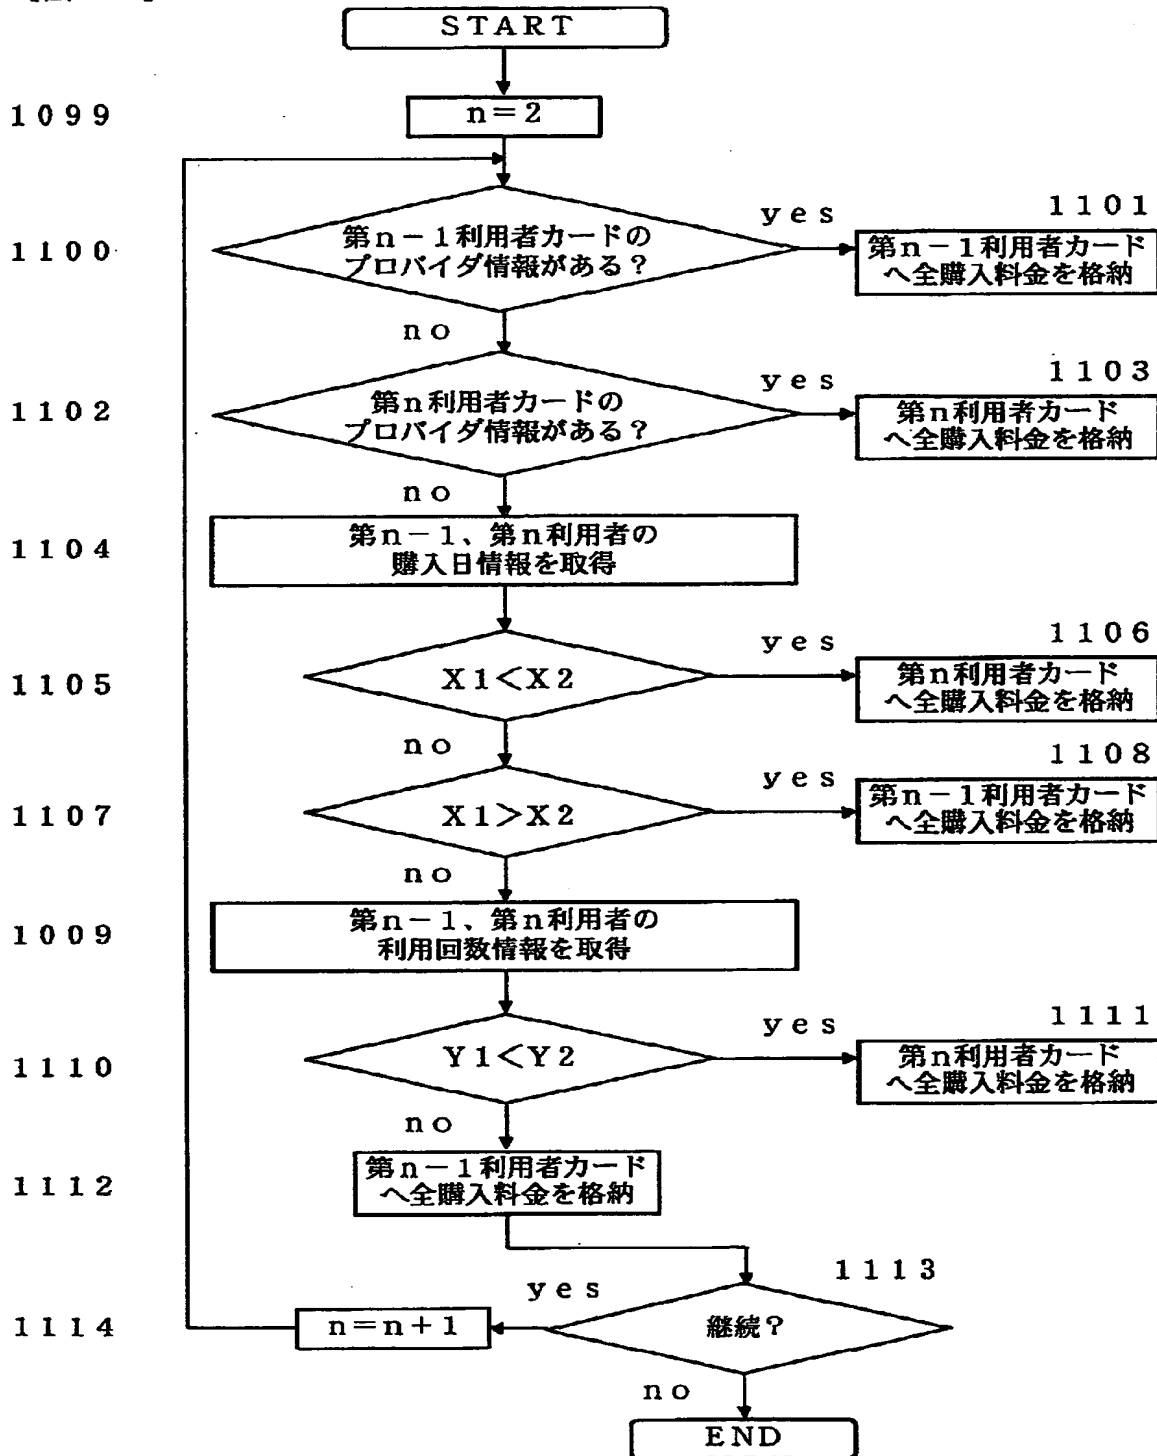 START
1099
n=2
1100
第n-1利用者カードの
プロバイダ情報がある?
yes
1101
第n-1利用者カード
へ全購入料金を格納
no
1102
第n利用者カードの
プロバイダ情報がある?
yes
1103
第n利用者カード
へ全購入料金を格納
no
1104
第n-1、第n利用者の
購入日情報を取得
1105
X1<X2
yes
1106
第n利用者カード
へ全購入料金を格納
no
1107
X1>X2
yes
1108
第n-1利用者カード
へ全購入料金を格納
no
1009
第n-1、第n利用者の
利用回数情報を取得
1110
Y1<Y2
yes
1111
第n利用者カード
へ全購入料金を格納
no
1112
第n-1利用者カード
へ全購入料金を格納
1113
継続?
yes
1114
n=n+1
no
END